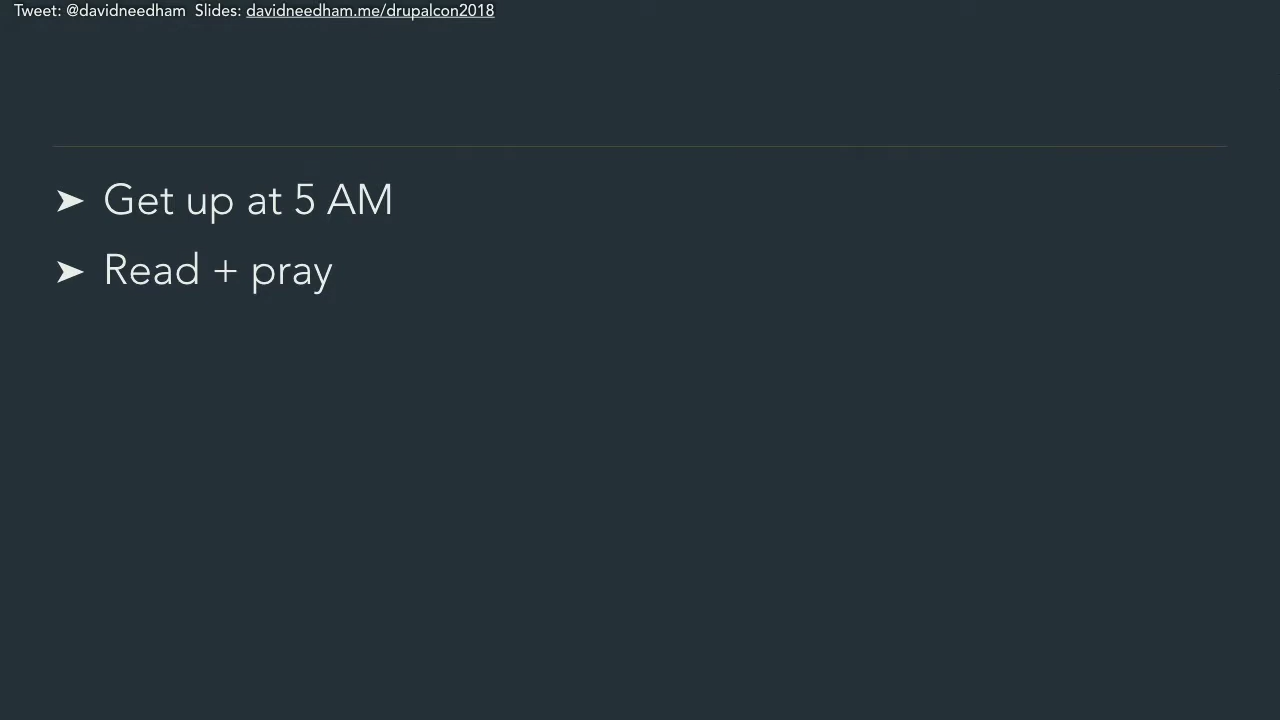 Tweet: @davidneedham Slides: davidneedham.me/drupalcon2018
➤ Get up at 5 AM
➤ Read + pray